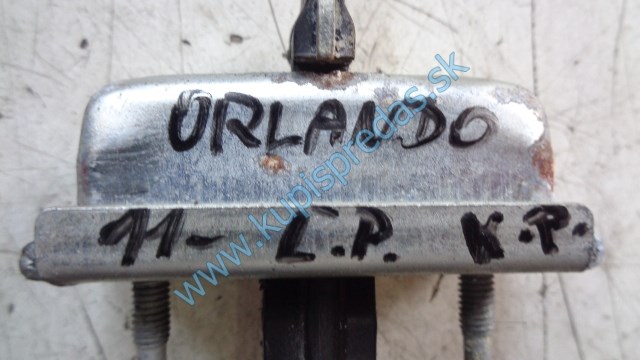 ORLANDO
11- L.P. K.P.
www.kupispredas.sk